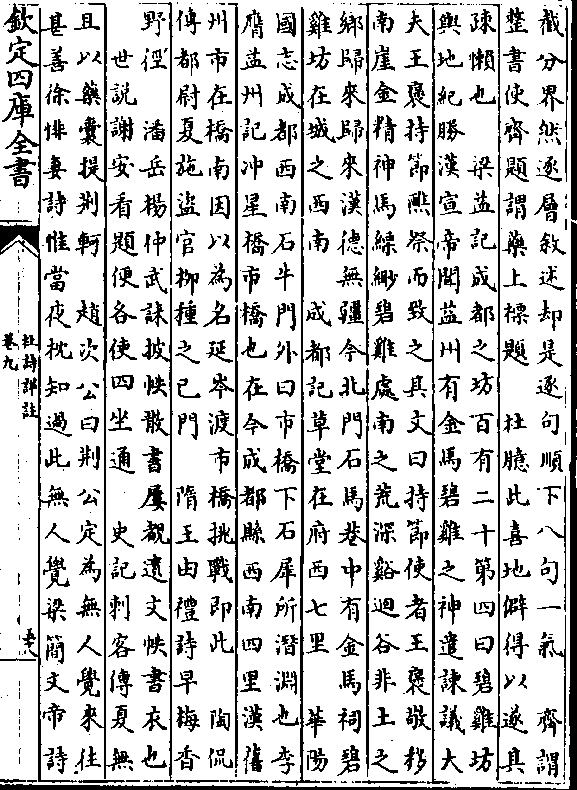 截分界然逐層敘述却是逐句順下八句一氣　齊謂
整書使齊題謂藥上標題　杜臆此喜地僻得以遂其
疎懶也　梁益記成都之坊百有二十第四曰碧雞坊
輿地紀勝漢宣帝聞益州有金馬碧雞之神遣諫議大
夫王褒持節醮祭而致之其文曰持節使者王褒敬移
南崖金精神馬縹緲碧雞處南之荒深谿迴谷非土之
鄉歸來歸來漢德無疆今北門石馬巷中有金馬祠碧
雞坊在城之西南　成都記草堂在府西七里　華陽
國志成都西南石牛門外曰市橋下石犀所潛淵也李
膺益州記冲星橋市橋也在今成都縣西南四里漢舊
州市在橋南因以為名延岑渡市橋挑戰即此　陶侃
傳都尉夏施盜官柳種之已門　隋王由禮詩早梅香
野徑　潘岳楊仲武誄披帙散書屢覩遺文帙書衣也
世說謝安看題便各使四坐通　史記刺客傳夏無
且以藥囊提荆軻　趙次公曰荆公定為無人覺來往
甚善徐悱妻詩惟當夜枕知過此無人覺梁簡文帝詩
欽定四庫全書
杜詩詳註
卷九